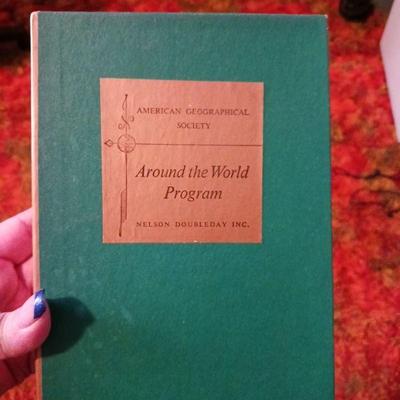 AMERICAN GEOGRAPHICAL
SOCIETY
Around the World
Program
NELSON DOUBLEDAY INC.